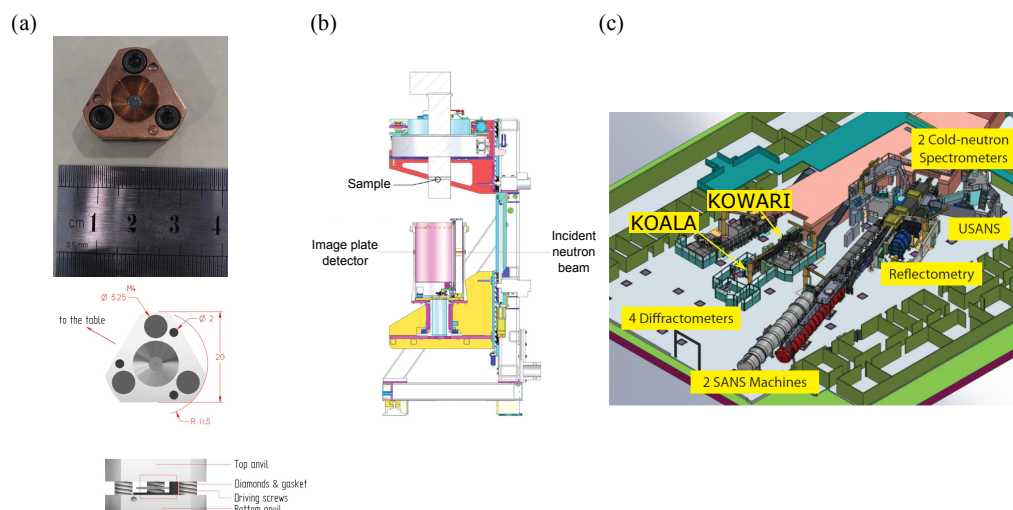 (a)
(b)
(c)
cm 1 2 3 4
0.5mm
M4
Ø 5.25
Ø 2
to the table
20
R 11.5
Top anvil
Diamonds & gasket
Driving screws
Bottom anvil
Sample
Image plate
detector
Incident
neutron
beam
2 Cold-neutron
Spectrometers
KOWARI
KOALA
USANS
Reflectometry
4 Diffractometers
2 SANS Machines